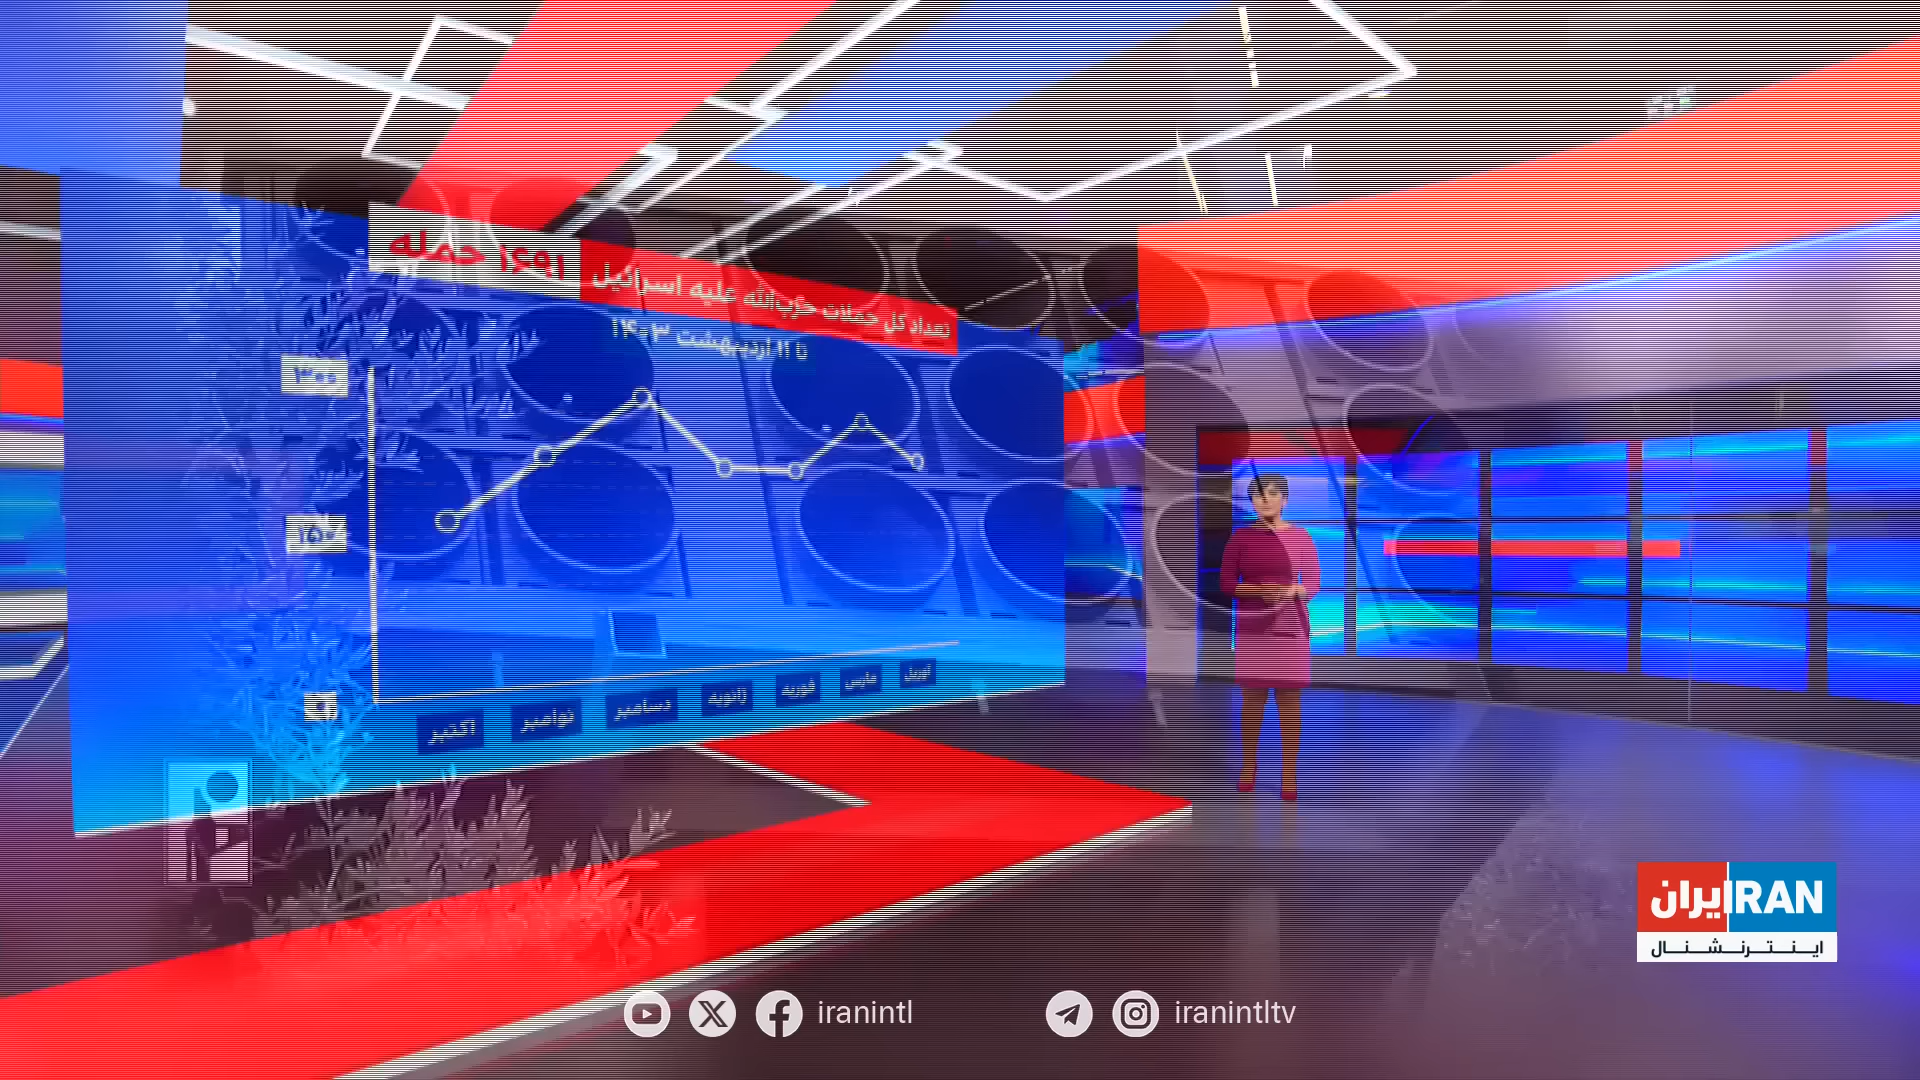 تعداد کل حملات حزب‌الله علیه اسرائیل ۱۶۹۱ حمله
تا ۱۱ اردیبهشت ۱۴۰۳
۳۰۰
۱۵۰
اکتبر نوامبر دسامبر ژانویه فوریه مارس آوریل
ایران IRAN
اینترنشنال
iranintl iranintltv